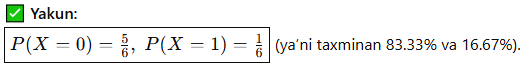 ✅ Yakun:
P(X = 0) = 5/6, P(X = 1) = 1/6 (ya’ni taxminan 83.33% va 16.67%).